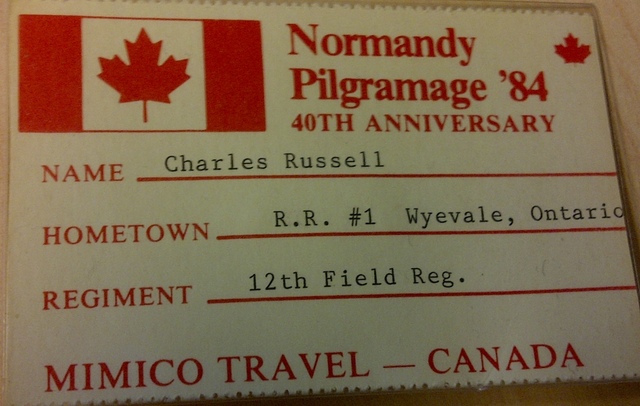 Normandy
Pilgramage '84
40TH ANNIVERSARY
NAME Charles Russell
HOMETOWN R.R. #1 Wyevale, Ontario
REGIMENT 12th Field Reg.
MIMICO TRAVEL — CANADA